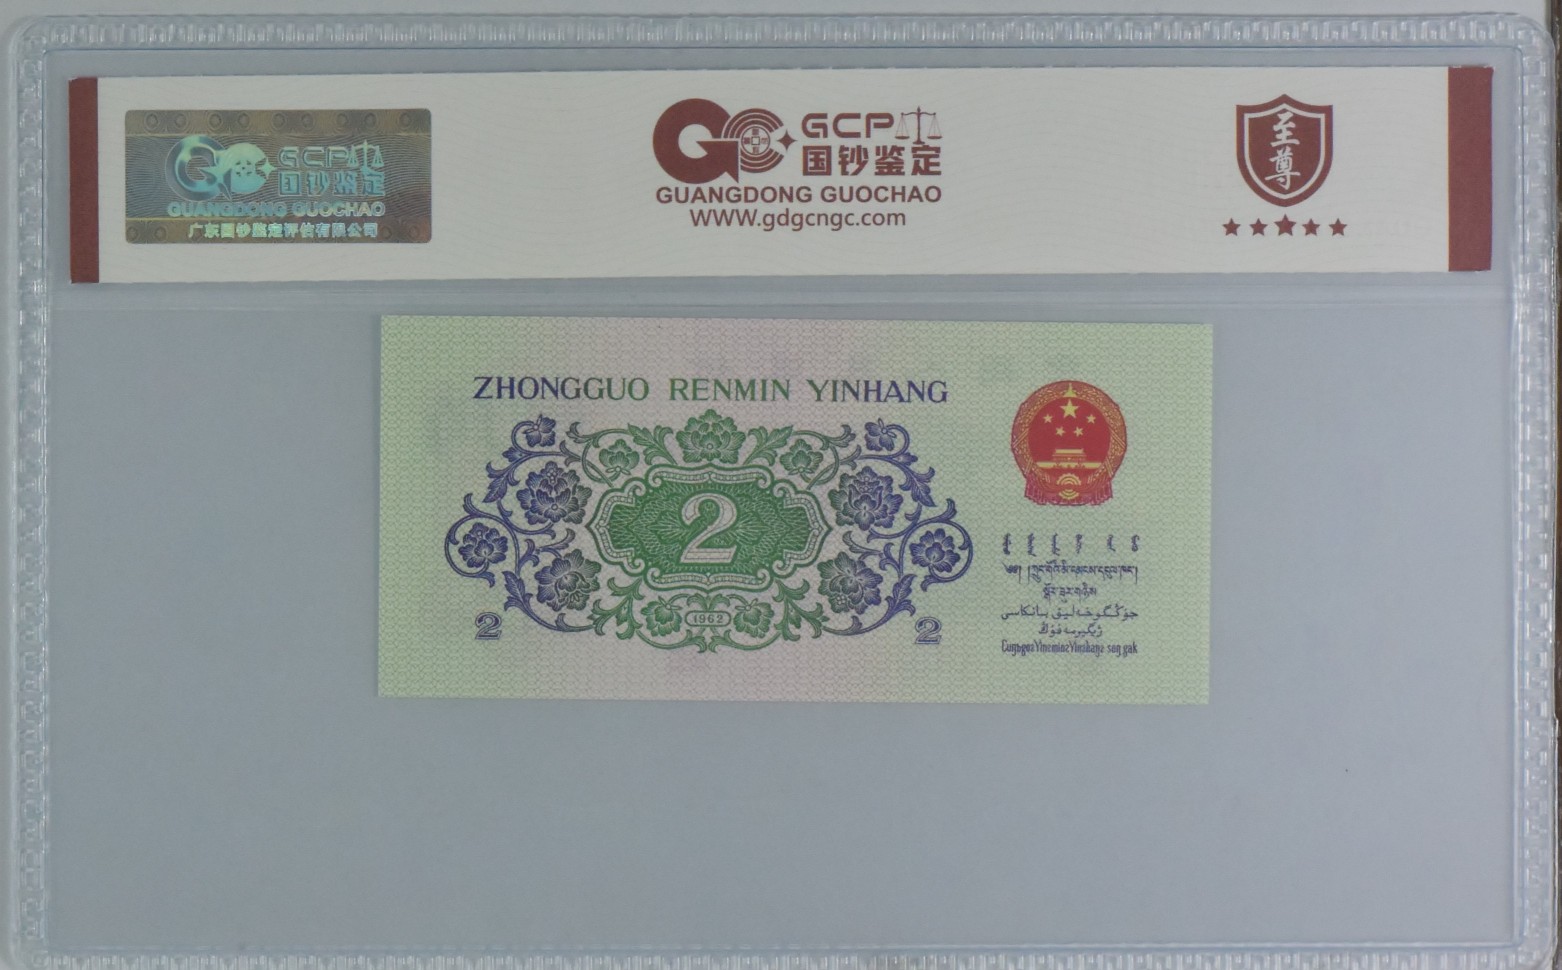 GCP
国钞鉴定
GUANGDONG GUOCHAO
广东国钞鉴定评估有限公司
GCP
国钞鉴定
GUANGDONG GUOCHAO
WWW.gdgcngc.com
至尊
ZHONGGUO RENMIN YINHANG
2
1962
2
2
جۇڭگوخەلىق بانكىسى